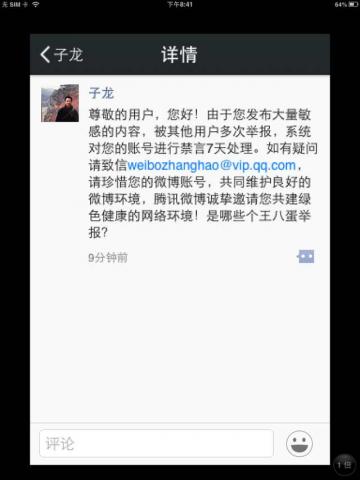 无 SIM 卡
下午8:41
64%
子龙
详情
子龙
尊敬的用户，您好！由于您发布大量敏
感的内容，被其他用户多次举报，系统
对您的账号进行禁言7天处理。如有疑问
请致信weibozhanghao@vip.qq.com，
请珍惜您的微博账号，共同维护良好的
微博环境，腾讯微博诚挚邀请您共建绿
色健康的网络环境！是哪些个王八蛋举
报？
9分钟前
评论
1 倍